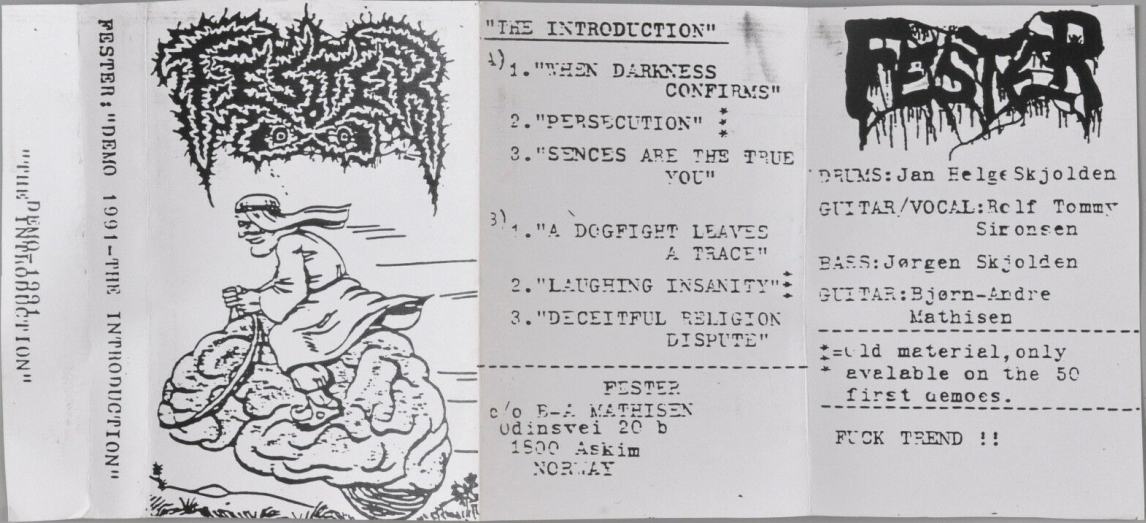 "THE INTRODUCTION"
DEMO-1991
FESTER; "DEMO 1991-THE INTRODUCTION"
FESTER
"THE INTRODUCTION"
A) 1."WHEN DARKNESS
CONFIRMS"
2."PERSECUTION" ***
3."SENCES ARE THE TRUE
YOU"
B) 1."A DOGFIGHT LEAVES
A TRACE"
2."LAUGHING INSANITY"***
3."DECEITFUL RELIGION
DISPUTE"
FESTER
c/o B-A MATHISEN
Odinsvei 20 b
1800 Askim
NORWAY
FESTER
DRUMS:Jan Helge Skjolden
GUITAR/VOCAL:Rolf Tommy
Simonsen
BASS:Jørgen Skjolden
GUITAR:Bjørn-Andre
Mathisen
***=old material,only
avelable on the 50
first demoes.
FUCK TREND !!